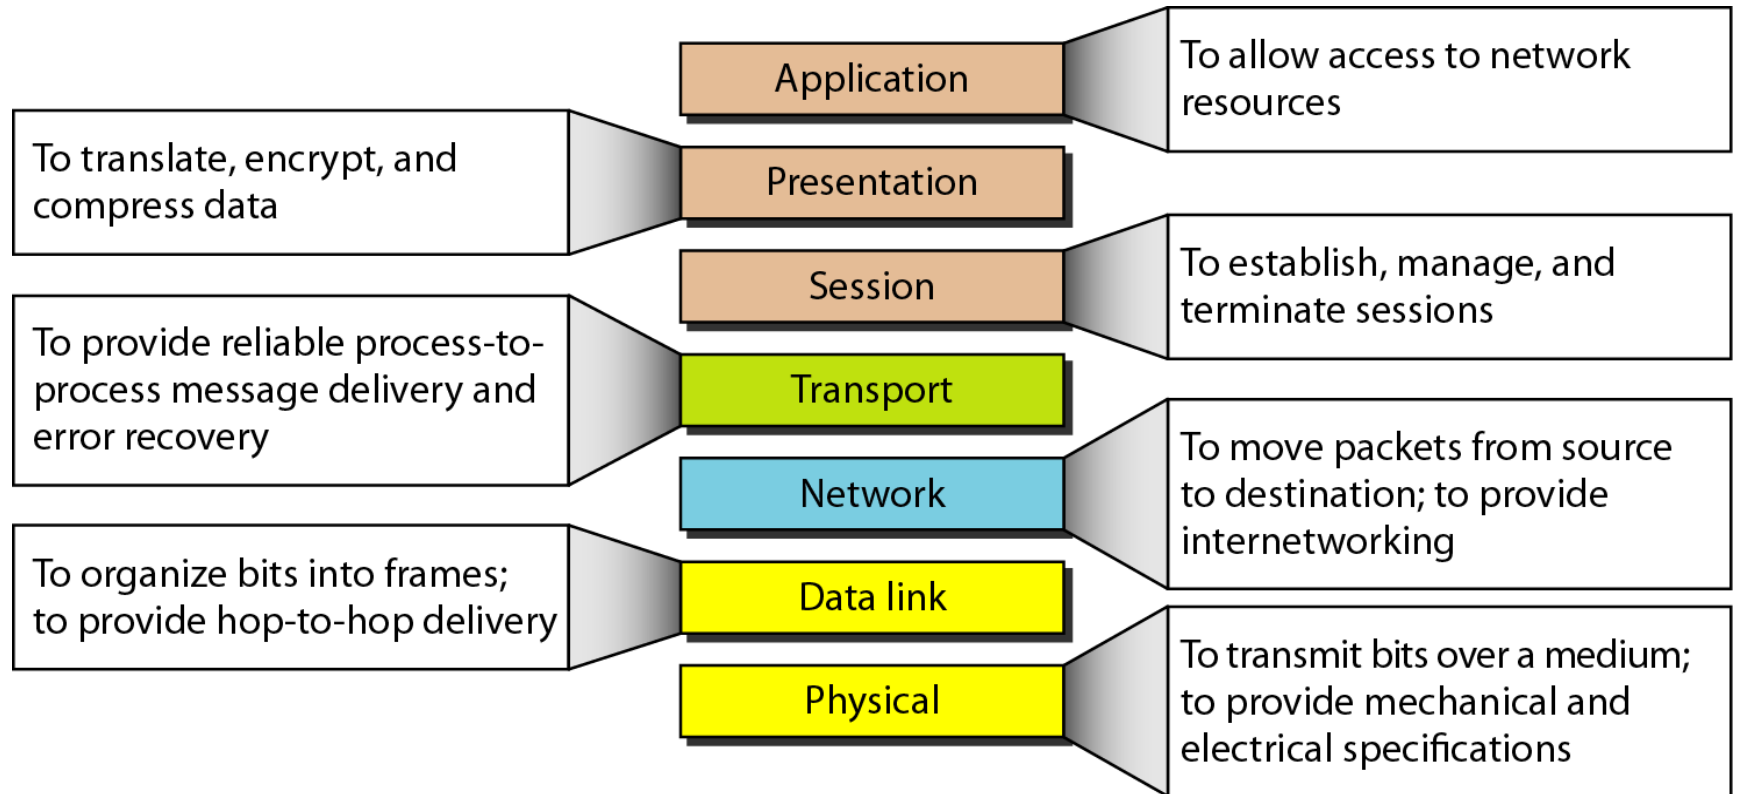 Application
To allow access to network
resources
To translate, encrypt, and
compress data
Presentation
Session
To establish, manage, and
terminate sessions
To provide reliable process-to-
process message delivery and
error recovery
Transport
Network
To move packets from source
to destination; to provide
internetworking
To organize bits into frames;
to provide hop-to-hop delivery
Data link
Physical
To transmit bits over a medium;
to provide mechanical and
electrical specifications